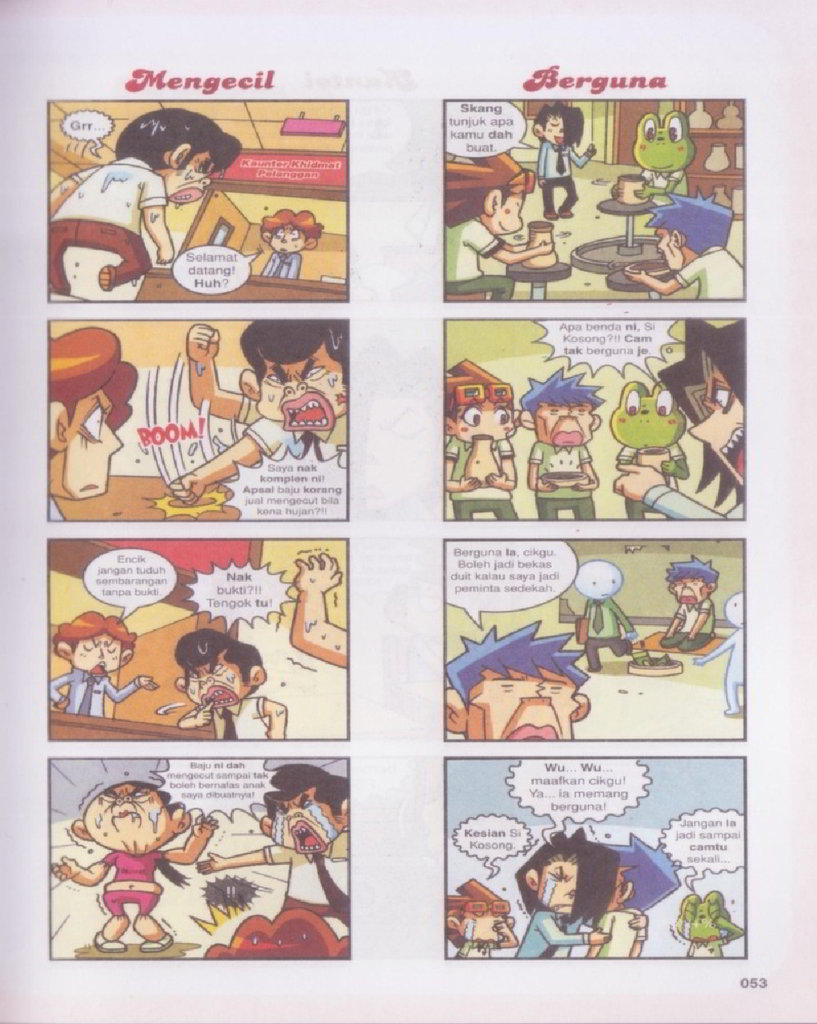 Mengecil
Grr...
Kaunter Khidmat
Pelanggan
Selamat
datang!
Huh?
BOOM!
Saya nak
komplen ni!
Apsal baju korang
jual mengecut bila
kena hujan?!!
Encik
jangan tuduh
sembarangan
tanpa bukti.
Nak
bukti?!!
Tengok tu!
Baju ni dah
mengecut sampai tak
boleh bernafas anak
saya dibuatnya!
!!
Berguna
Skang
tunjuk apa
kamu dah
buat.
Apa benda ni, Si
Kosong?!! Cam
tak berguna je.
Berguna la, cikgu.
Boleh jadi bekas
duit kalau saya jadi
peminta sedekah.
Wu... Wu...
maafkan cikgu!
Ya... ia memang
berguna!
Kesian Si
Kosong.
Jangan la
jadi sampai
camtu
sekali...
053